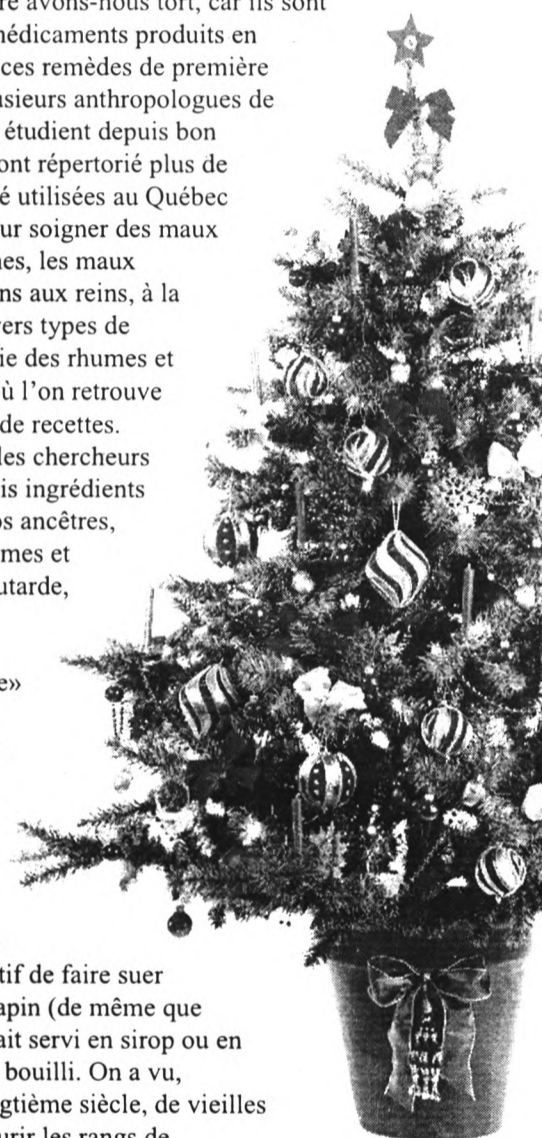 re avons-nous tort, car ils sont
médicaments produits en
ces remèdes de première
usieurs anthropologues de
étudient depuis bon
ont répertorié plus de
é utilisées au Québec
ur soigner des maux
nes, les maux
ns aux reins, à la
vers types de
ie des rhumes et
ù l'on retrouve
de recettes.
les chercheurs
is ingrédients
os ancêtres,
mes et
utarde,
e»
tif de faire suer
apin (de même que
ait servi en sirop ou en
bouilli. On a vu,
ngtième siècle, de vieilles
urir les rangs de